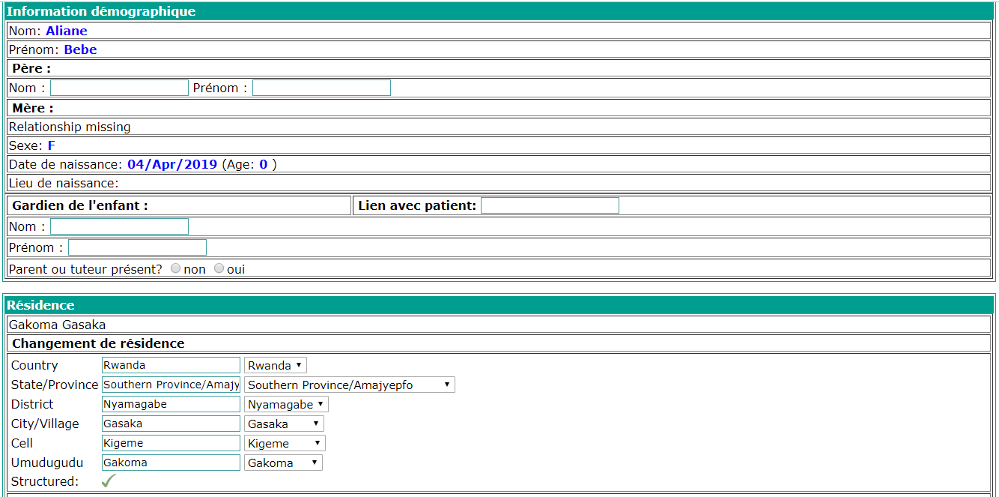 Information démographique
Nom: Aliane
Prénom: Bebe
Père :
Nom : Prénom :
Mère :
Relationship missing
Sexe: F
Date de naissance: 04/Apr/2019 (Age: 0 )
Lieu de naissance:
Gardien de l'enfant : Lien avec patient:
Nom :
Prénom :
Parent ou tuteur présent? non oui
Résidence
Gakoma Gasaka
Changement de résidence
Country Rwanda Rwanda
State/Province Southern Province/Amajy Southern Province/Amajyepfo
District Nyamagabe Nyamagabe
City/Village Gasaka Gasaka
Cell Kigeme Kigeme
Umudugudu Gakoma Gakoma
Structured: